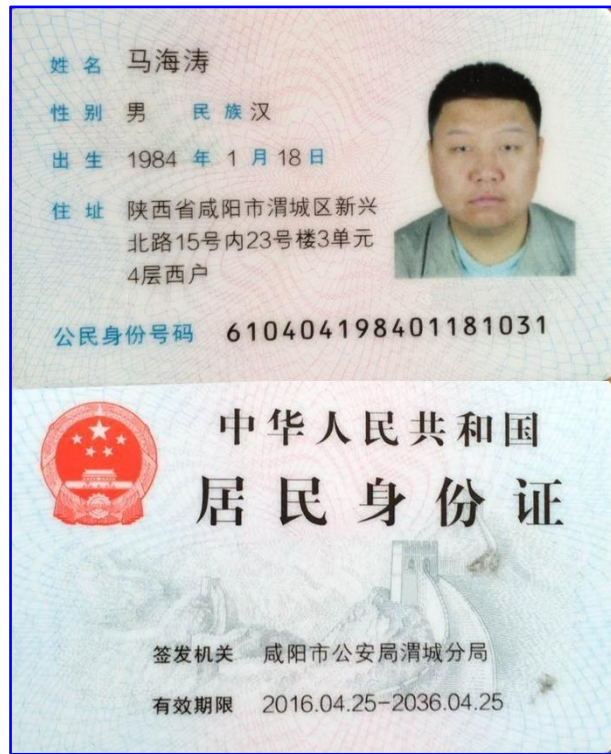 姓名 马海涛
性别 男 民族 汉
出生 1984 年 1 月 18 日
住址 陕西省咸阳市渭城区新兴
北路15号内23号楼3单元
4层西户
公民身份号码 610404198401181031
中华人民共和国
居民身份证
签发机关 咸阳市公安局渭城分局
有效期限 2016.04.25-2036.04.25